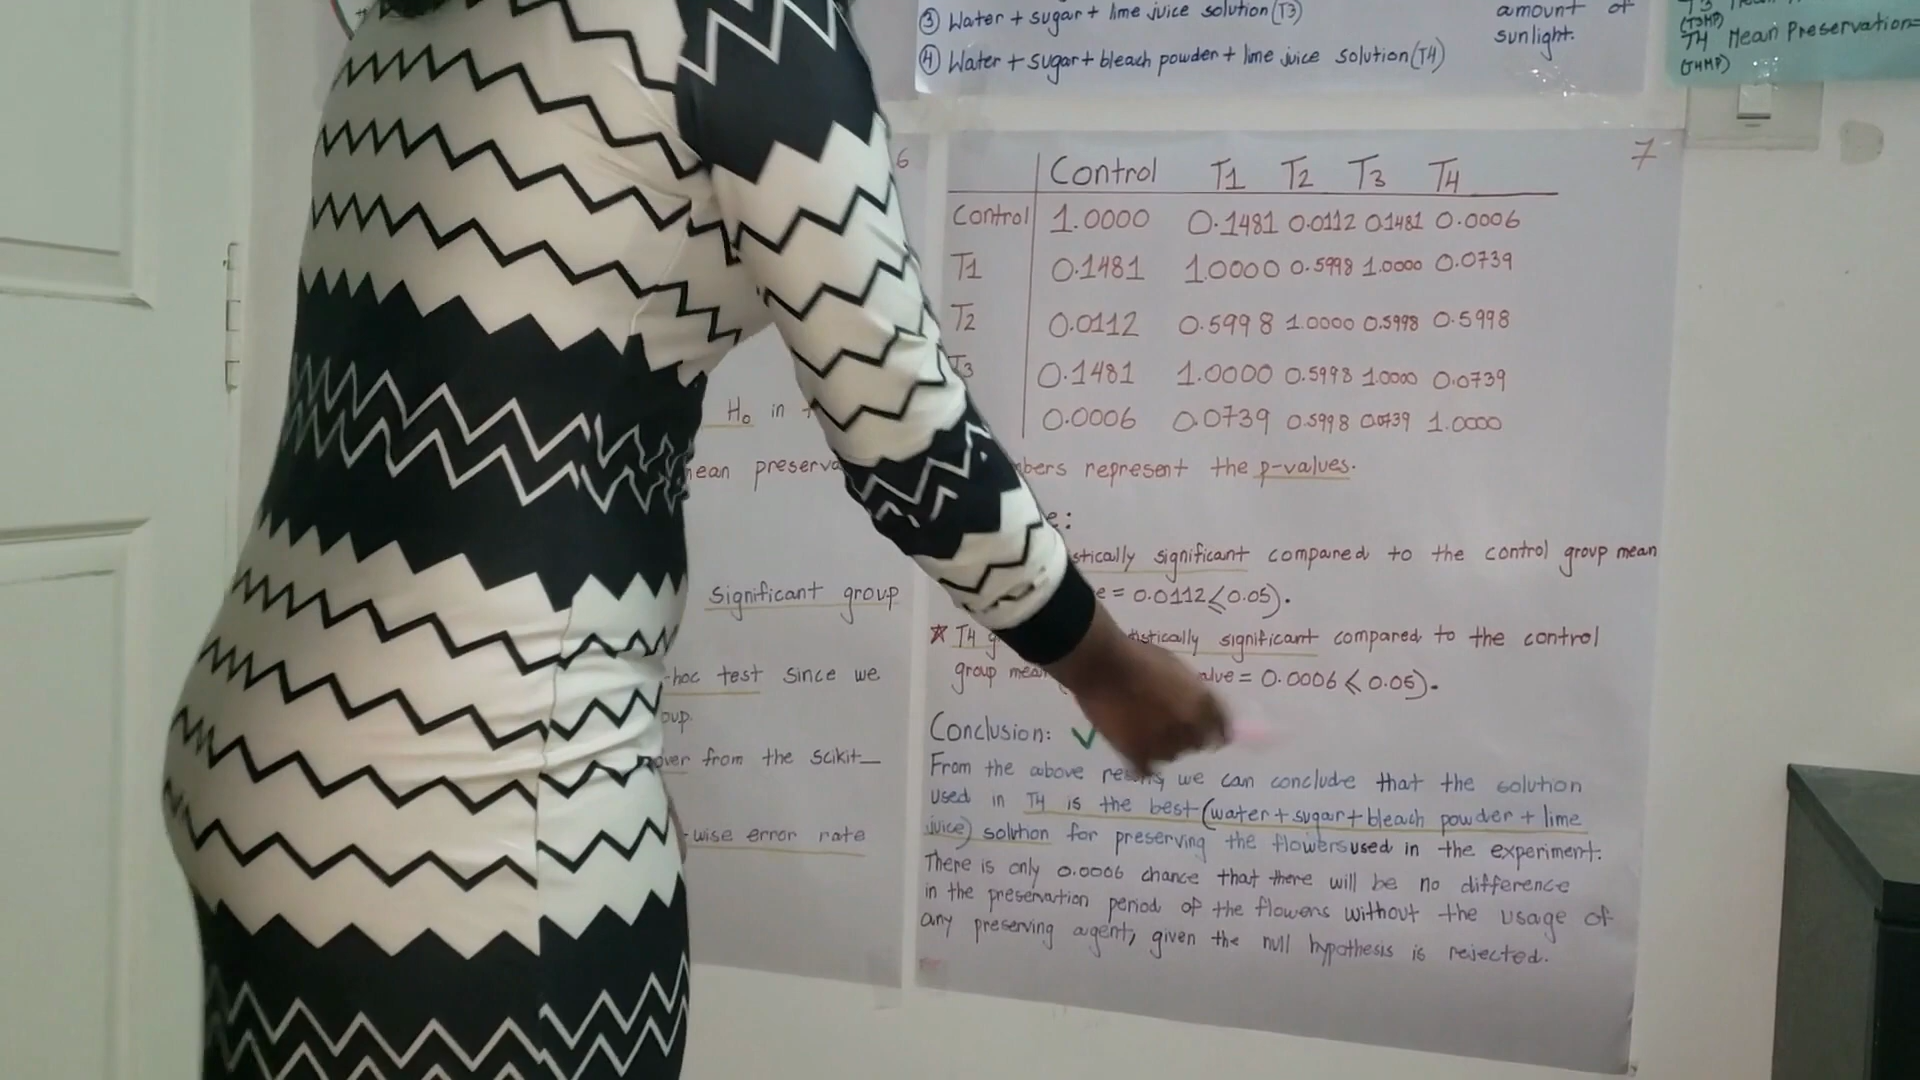 ③ Water + sugar + lime juice solution (T3)
④ Water + sugar + bleach powder + lime juice solution (T4)
amount of
sunlight.
(T3MP)
T4 Mean Preservation=
(T4MP)
6
H₀ in
mean
significant group
-hoc test since we
from the scikit—
-wise error rate
7
Control T1 T2 T3 T4
Control 1.0000 0.1481 0.0112 0.1481 0.0006
T1 0.1481 1.0000 0.5998 1.0000 0.0739
T2 0.0112 0.5998 1.0000 0.5998 0.5998
T3 0.1481 1.0000 0.5998 1.0000 0.0739
0.0006 0.0739 0.5998 0.0739 1.0000
represent the p-values.
significant compared to the control group mean
= 0.0112 < 0.05).
T4 significant compared to the control
group = 0.0006 < 0.05).
Conclusion: ✓
From the above we can conclude that the solution
used in T4 is the best (water + sugar + bleach powder + lime
juice) solution for preserving the flowers used in the experiment.
There is only 0.0006 chance that there will be no difference
in the preservation period of the flowers without the usage of
any preserving agent, given the null hypothesis is rejected.